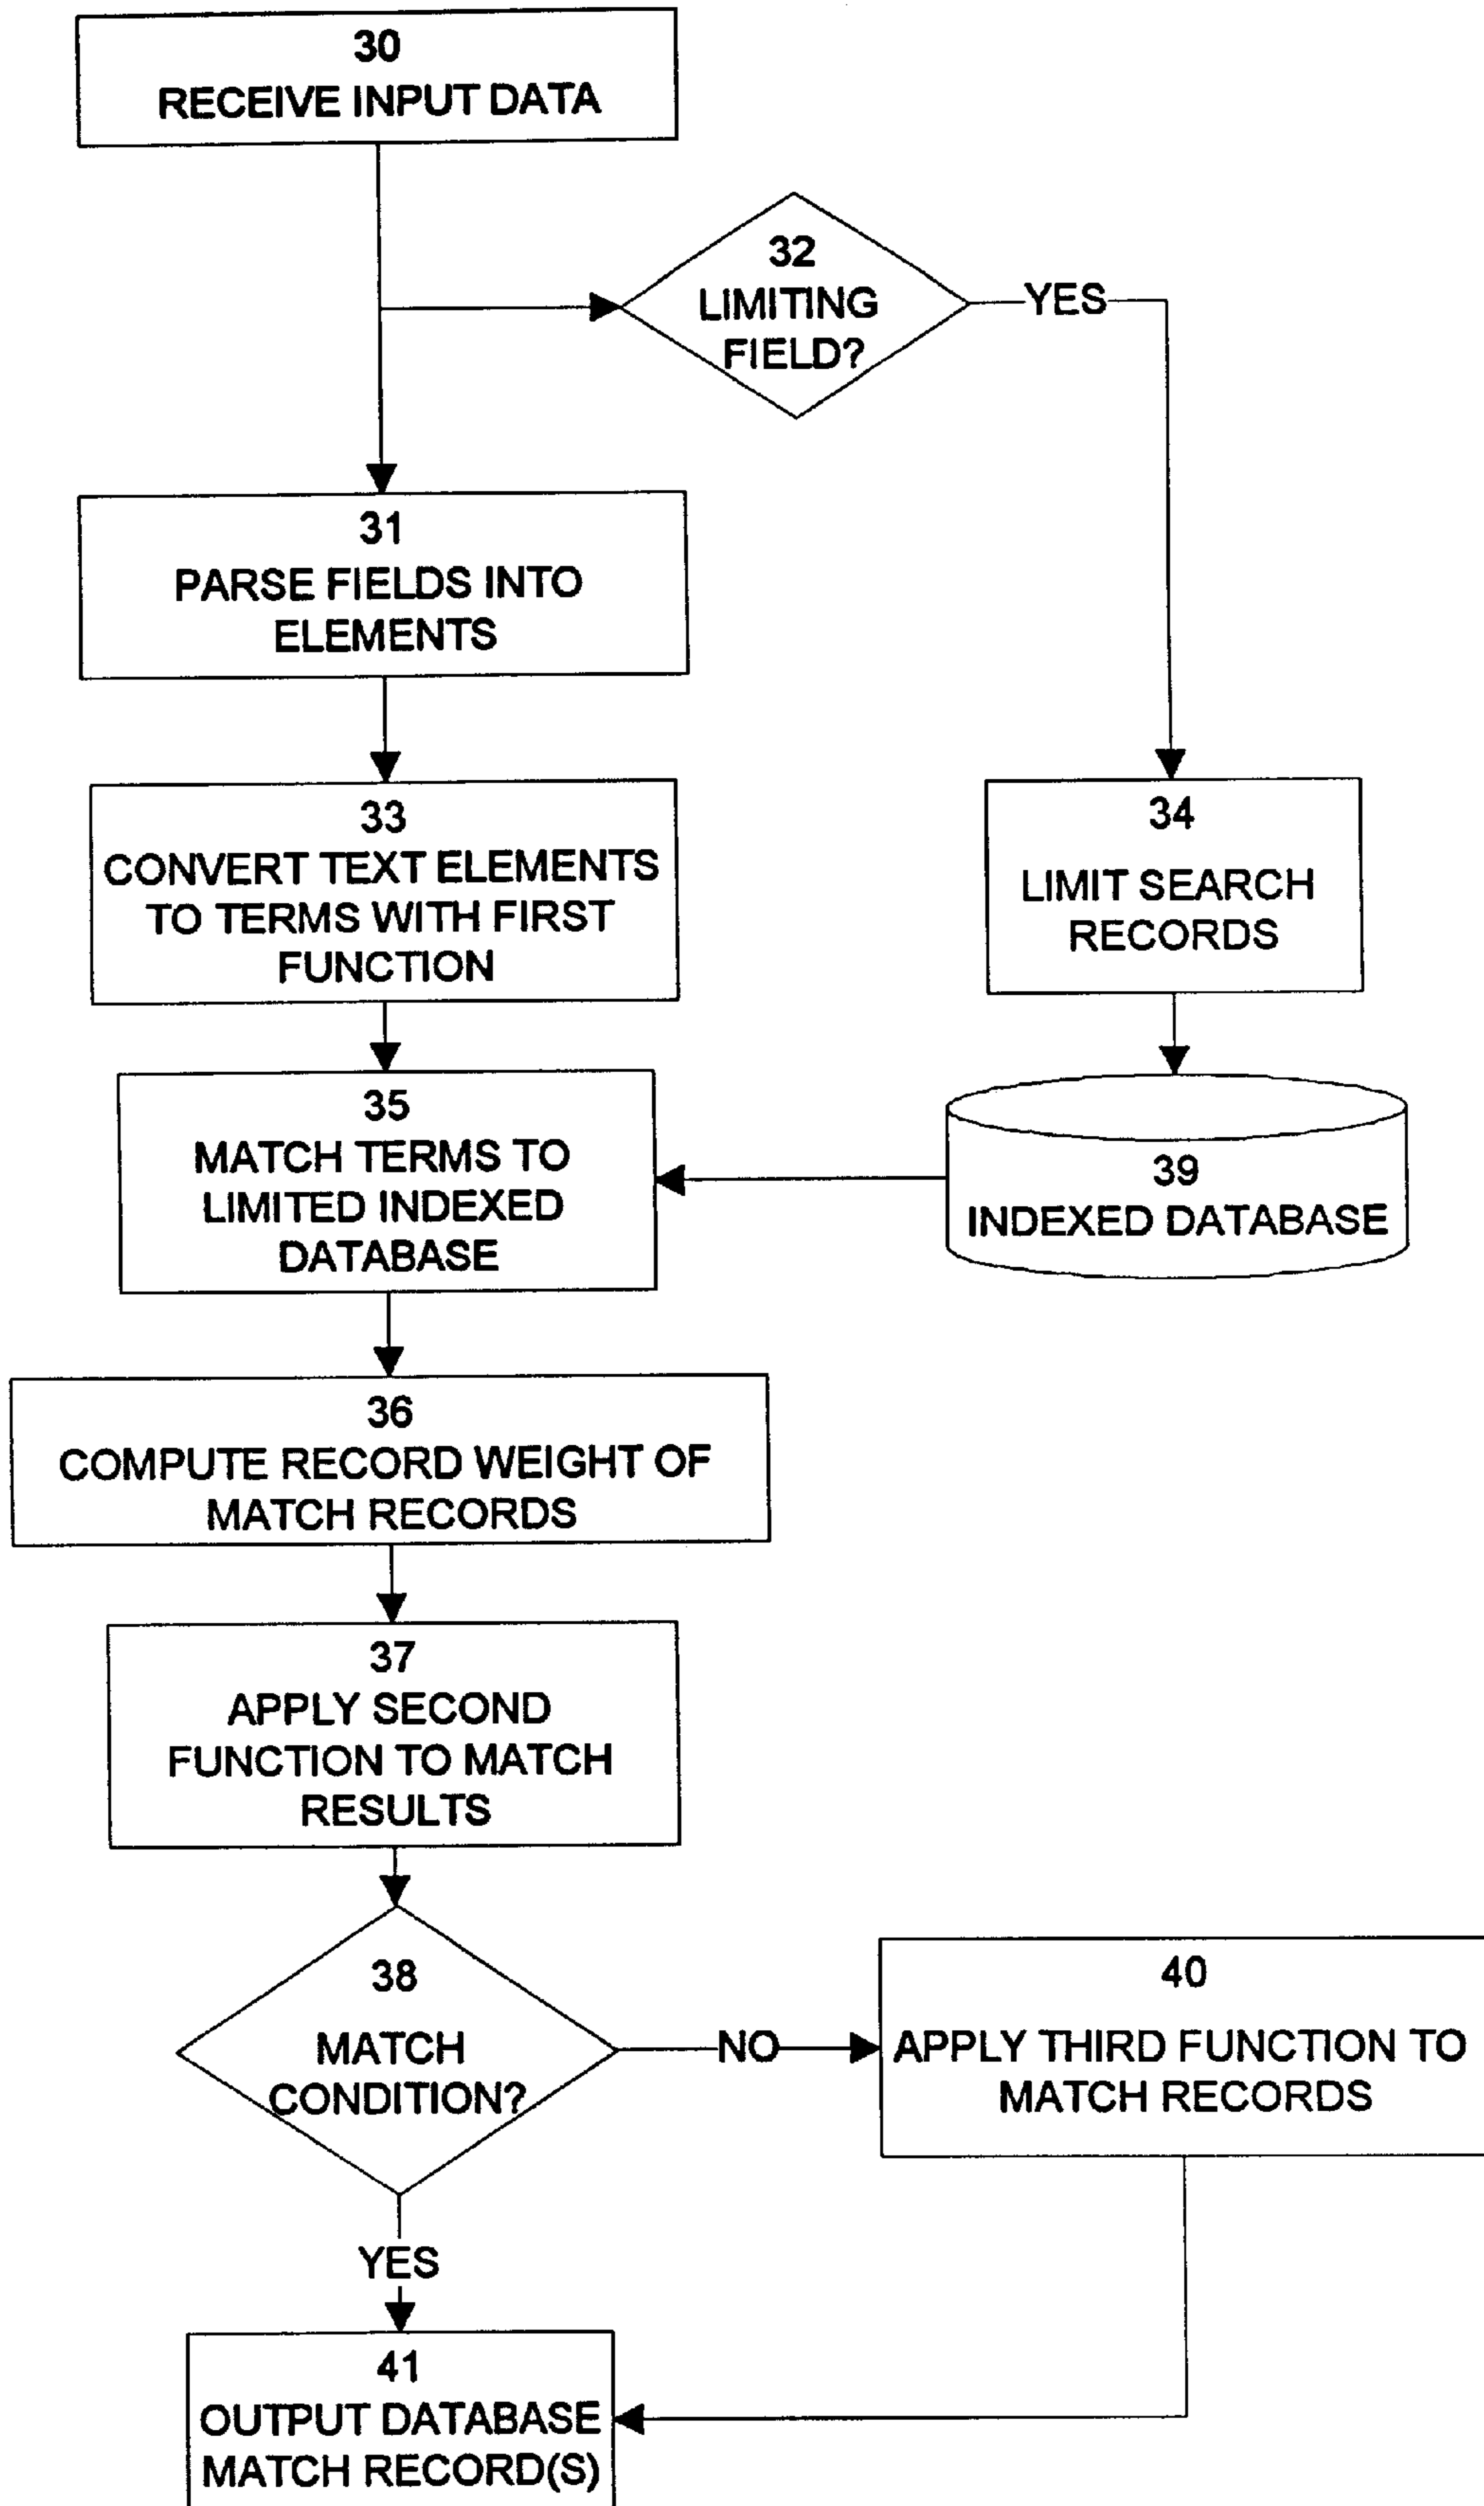 30
RECEIVE INPUT DATA
32
LIMITING
FIELD?
YES
31
PARSE FIELDS INTO
ELEMENTS
33
CONVERT TEXT ELEMENTS
TO TERMS WITH FIRST
FUNCTION
34
LIMIT SEARCH
RECORDS
35
MATCH TERMS TO
LIMITED INDEXED
DATABASE
39
INDEXED DATABASE
36
COMPUTE RECORD WEIGHT OF
MATCH RECORDS
37
APPLY SECOND
FUNCTION TO MATCH
RESULTS
38
MATCH
CONDITION?
NO
40
APPLY THIRD FUNCTION TO
MATCH RECORDS
YES
41
OUTPUT DATABASE
MATCH RECORD(S)